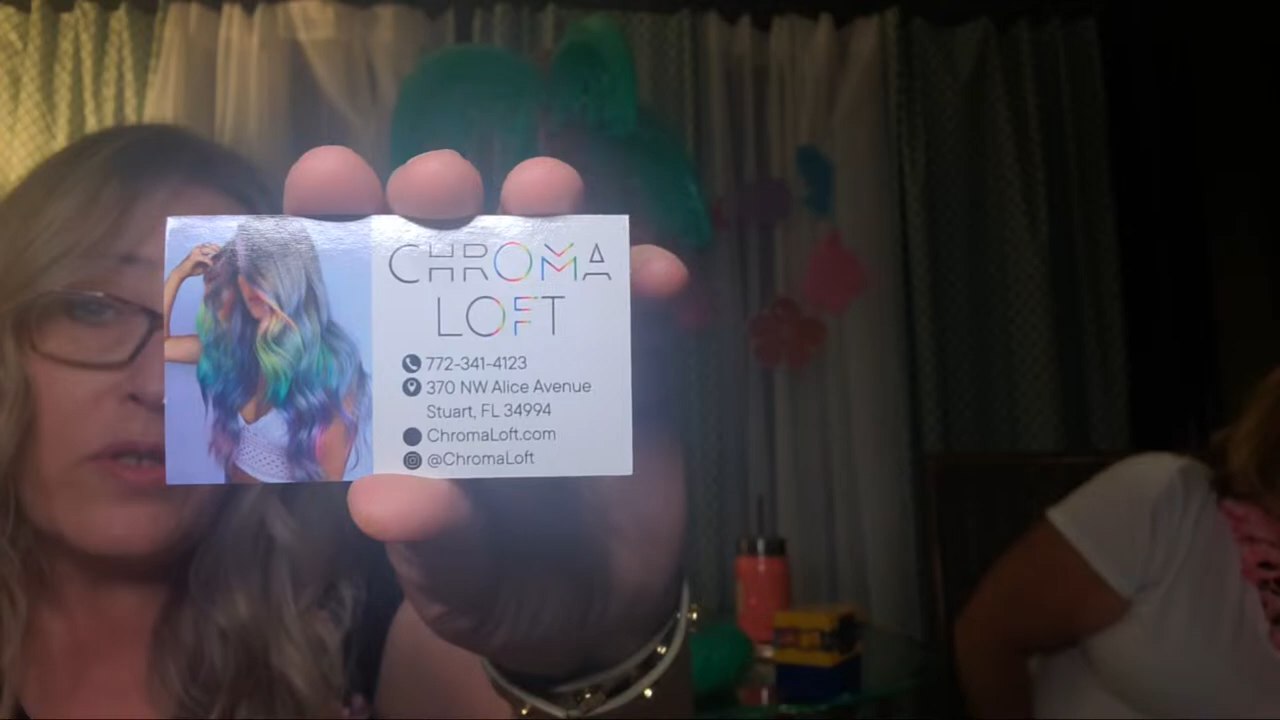 CHROMA
LOFT
772-341-4123
370 NW Alice Avenue
Stuart, FL 34994
ChromaLoft.com
@ChromaLoft